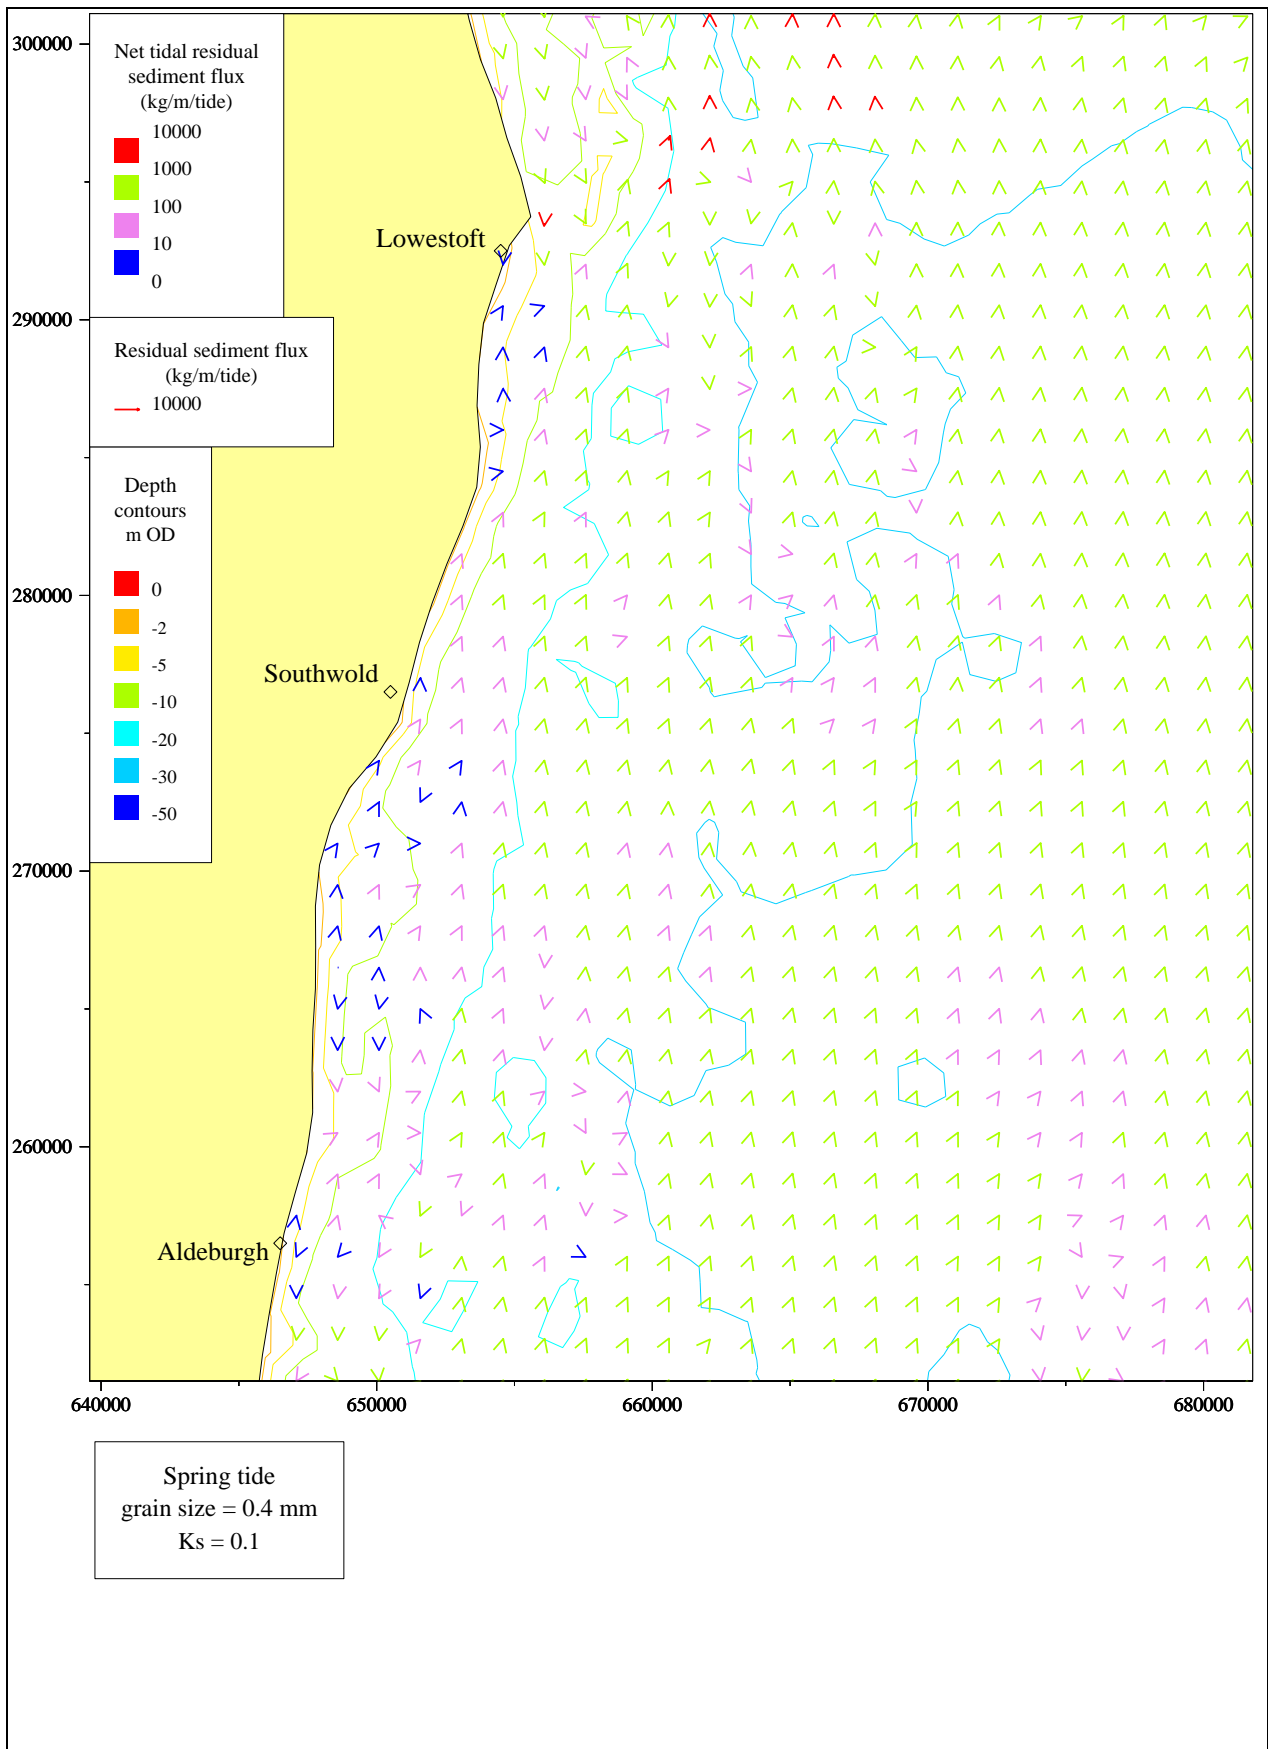 Net tidal residual
sediment flux
(kg/m/tide)
10000
1000
100
10
0
Residual sediment flux
(kg/m/tide)
10000
Depth
contours
m OD
0
-2
-5
-10
-20
-30
-50
300000
290000
280000
270000
260000
Lowestoft
Southwold
Aldeburgh
640000
650000
660000
670000
680000
Spring tide
grain size = 0.4 mm
Ks = 0.1